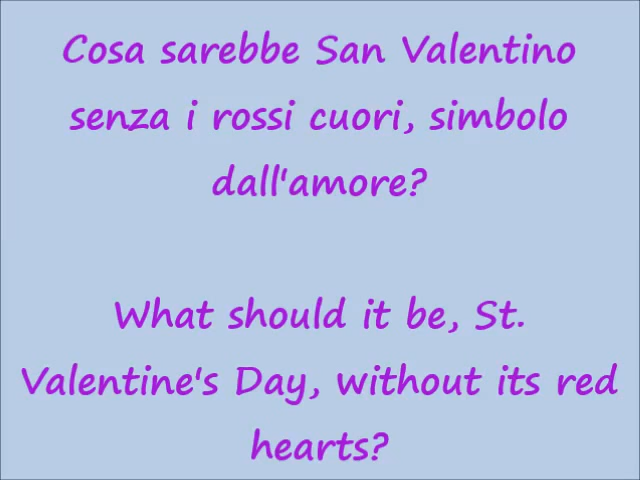 Cosa sarebbe San Valentino
senza i rossi cuori, simbolo
dall'amore?
What should it be, St.
Valentine's Day, without its red
hearts?